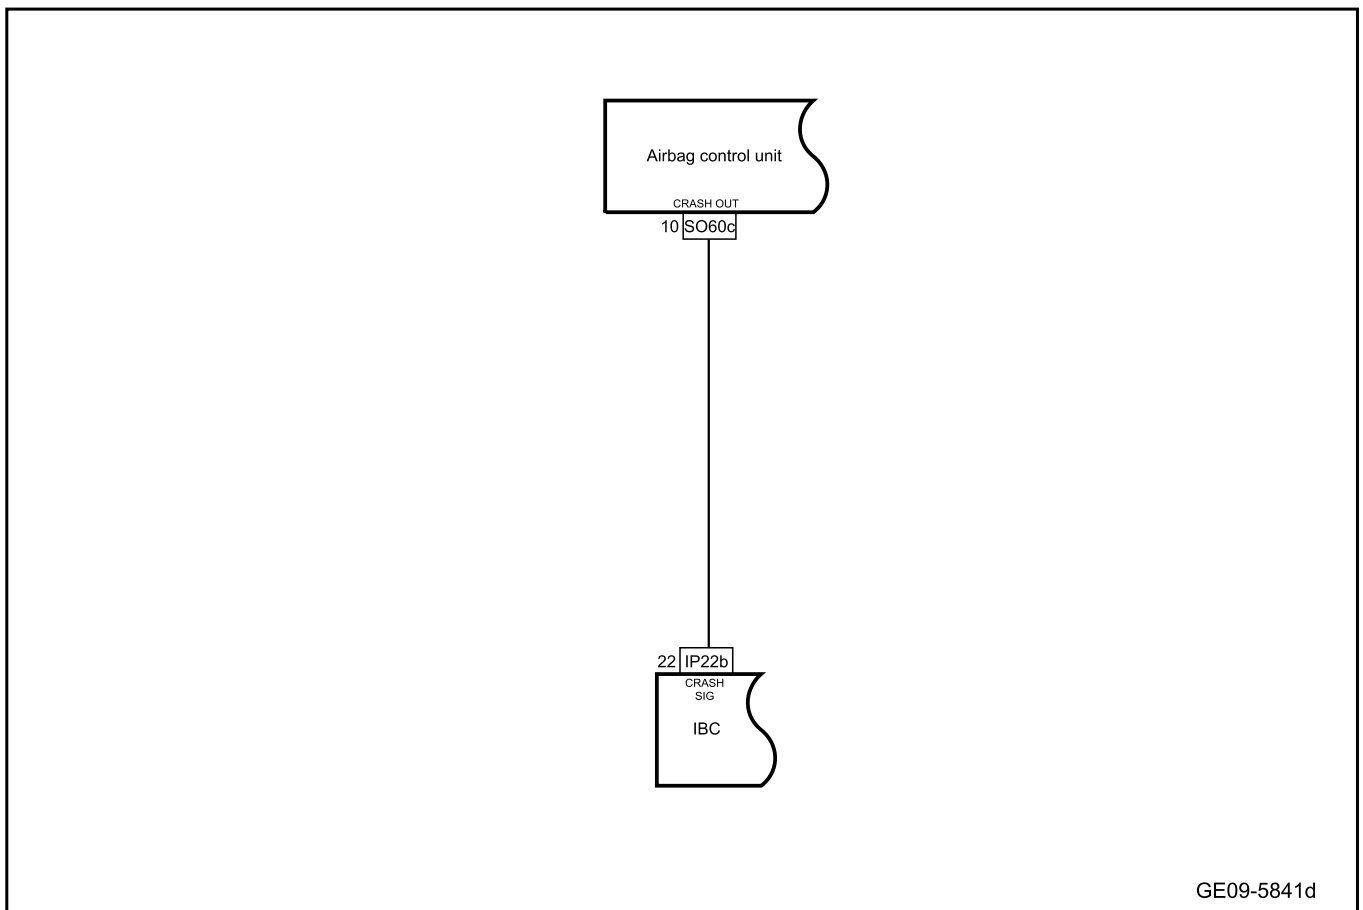 Airbag control unit
CRASH OUT
10 SO60c
22 IP22b
CRASH
SIG
IBC
GE09-5841d